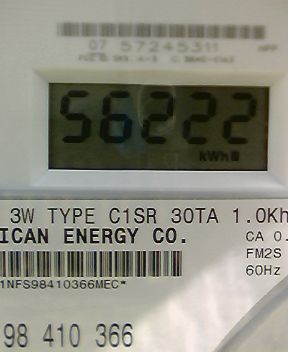 07 57245311
56222
kWh
3W TYPE C1SR 30TA 1.0Kh
ICAN ENERGY CO.
CA 0.
FM2S
60Hz
1NFS98410366MEC*
98 410 366